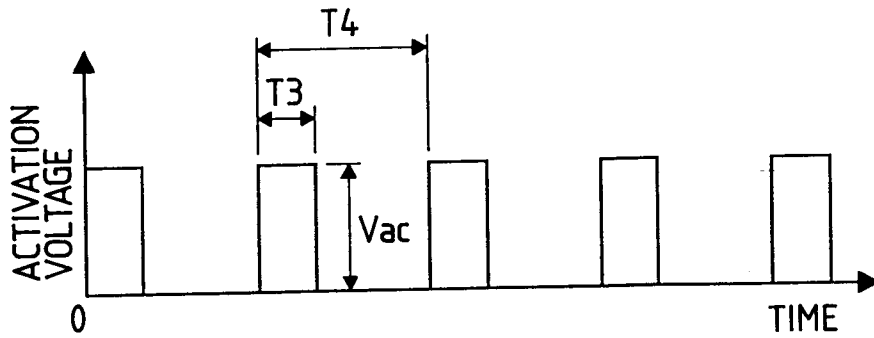 T4
T3
ACTIVATION
VOLTAGE
Vac
0
TIME